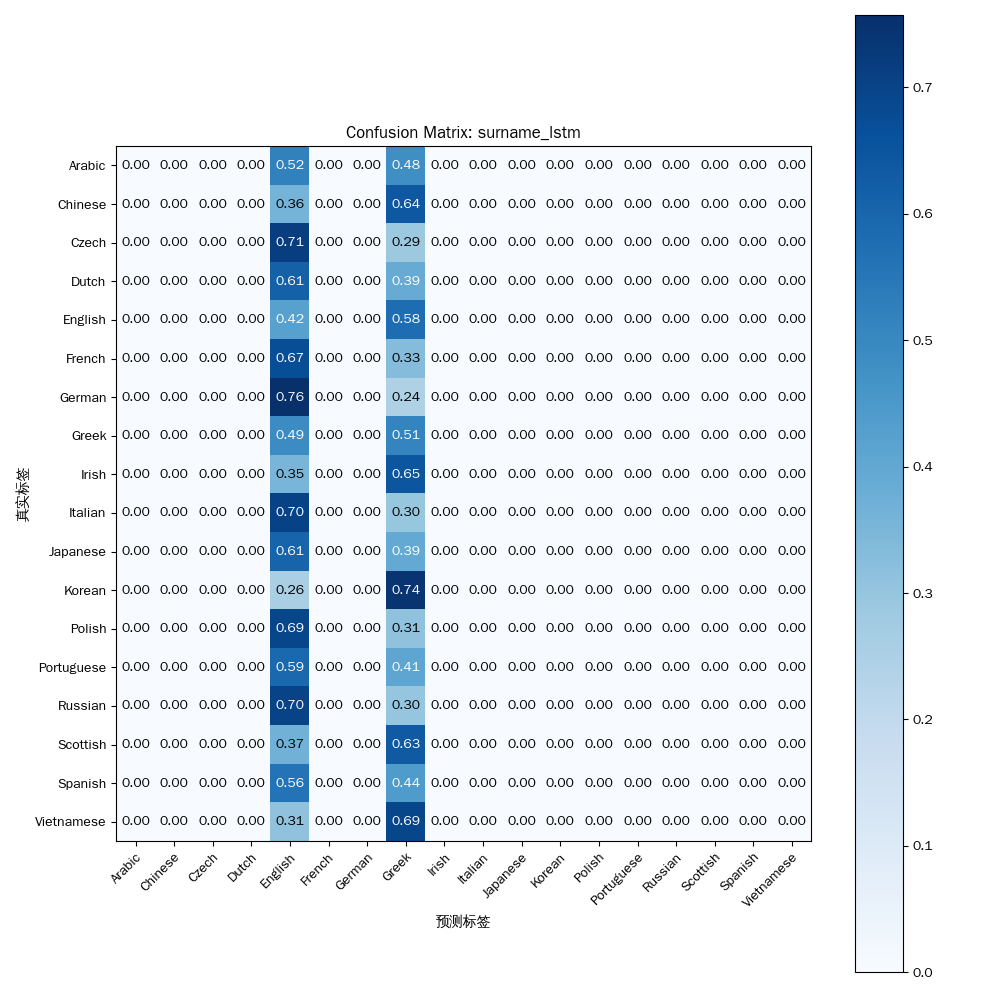 Confusion Matrix: surname_lstm
Arabic 0.00 0.00 0.00 0.00 0.52 0.00 0.00 0.48 0.00 0.00 0.00 0.00 0.00 0.00 0.00 0.00 0.00 0.00
Chinese 0.00 0.00 0.00 0.00 0.36 0.00 0.00 0.64 0.00 0.00 0.00 0.00 0.00 0.00 0.00 0.00 0.00 0.00
Czech 0.00 0.00 0.00 0.00 0.71 0.00 0.00 0.29 0.00 0.00 0.00 0.00 0.00 0.00 0.00 0.00 0.00 0.00
Dutch 0.00 0.00 0.00 0.00 0.61 0.00 0.00 0.39 0.00 0.00 0.00 0.00 0.00 0.00 0.00 0.00 0.00 0.00
English 0.00 0.00 0.00 0.00 0.42 0.00 0.00 0.58 0.00 0.00 0.00 0.00 0.00 0.00 0.00 0.00 0.00 0.00
French 0.00 0.00 0.00 0.00 0.67 0.00 0.00 0.33 0.00 0.00 0.00 0.00 0.00 0.00 0.00 0.00 0.00 0.00
German 0.00 0.00 0.00 0.00 0.76 0.00 0.00 0.24 0.00 0.00 0.00 0.00 0.00 0.00 0.00 0.00 0.00 0.00
Greek 0.00 0.00 0.00 0.00 0.49 0.00 0.00 0.51 0.00 0.00 0.00 0.00 0.00 0.00 0.00 0.00 0.00 0.00
Irish 0.00 0.00 0.00 0.00 0.35 0.00 0.00 0.65 0.00 0.00 0.00 0.00 0.00 0.00 0.00 0.00 0.00 0.00
Italian 0.00 0.00 0.00 0.00 0.70 0.00 0.00 0.30 0.00 0.00 0.00 0.00 0.00 0.00 0.00 0.00 0.00 0.00
Japanese 0.00 0.00 0.00 0.00 0.61 0.00 0.00 0.39 0.00 0.00 0.00 0.00 0.00 0.00 0.00 0.00 0.00 0.00
Korean 0.00 0.00 0.00 0.00 0.26 0.00 0.00 0.74 0.00 0.00 0.00 0.00 0.00 0.00 0.00 0.00 0.00 0.00
Polish 0.00 0.00 0.00 0.00 0.69 0.00 0.00 0.31 0.00 0.00 0.00 0.00 0.00 0.00 0.00 0.00 0.00 0.00
Portuguese 0.00 0.00 0.00 0.00 0.59 0.00 0.00 0.41 0.00 0.00 0.00 0.00 0.00 0.00 0.00 0.00 0.00 0.00
Russian 0.00 0.00 0.00 0.00 0.70 0.00 0.00 0.30 0.00 0.00 0.00 0.00 0.00 0.00 0.00 0.00 0.00 0.00
Scottish 0.00 0.00 0.00 0.00 0.37 0.00 0.00 0.63 0.00 0.00 0.00 0.00 0.00 0.00 0.00 0.00 0.00 0.00
Spanish 0.00 0.00 0.00 0.00 0.56 0.00 0.00 0.44 0.00 0.00 0.00 0.00 0.00 0.00 0.00 0.00 0.00 0.00
Vietnamese 0.00 0.00 0.00 0.00 0.31 0.00 0.00 0.69 0.00 0.00 0.00 0.00 0.00 0.00 0.00 0.00 0.00 0.00
Arabic Chinese Czech Dutch English French German Greek Irish Italian Japanese Korean Polish Portuguese Russian Scottish Spanish Vietnamese
预测标签
真实标签
0.7
0.6
0.5
0.4
0.3
0.2
0.1
0.0